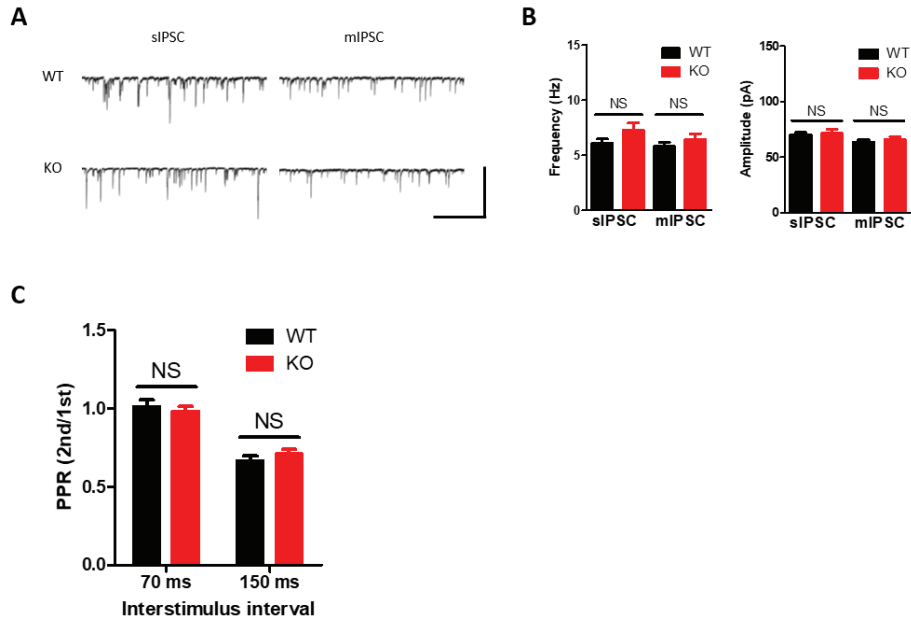 A
sIPSC mIPSC
WT
KO
B
Frequency (Hz)
15
10
5
0
WT
KO
NS NS
sIPSC mIPSC
Amplitude (pA)
150
100
50
0
WT
KO
NS NS
sIPSC mIPSC
C
PPR (2nd/1st)
1.5
1.0
0.5
0.0
WT
KO
NS
NS
70 ms 150 ms
Interstimulus interval